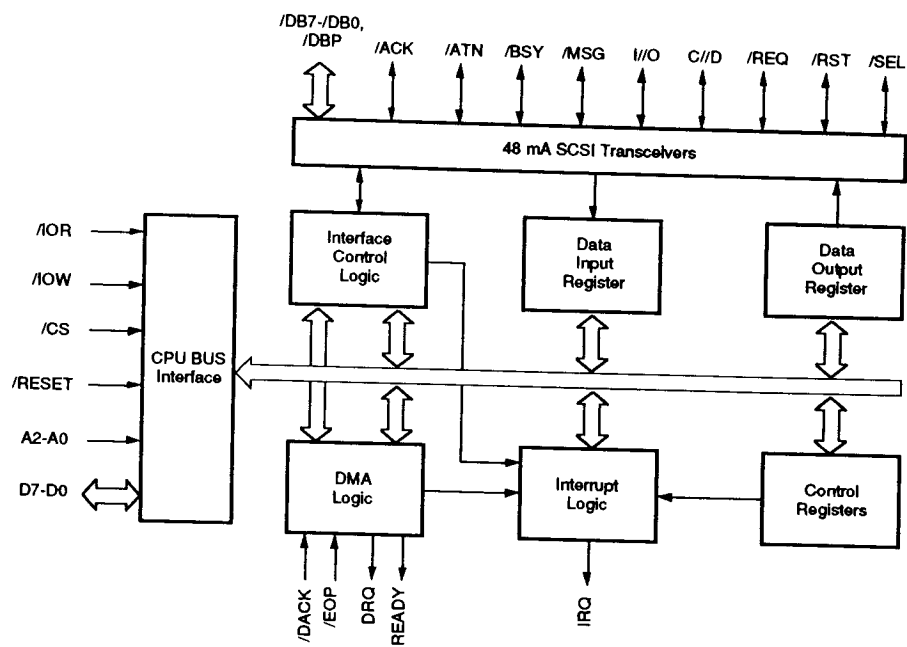 /DB7-/DB0,
/DBP
/ACK
/ATN
/BSY
/MSG
I//O
C//D
/REQ
/RST
/SEL
48 mA SCSI Transceivers
/IOR
/IOW
/CS
/RESET
A2-A0
D7-D0
CPU BUS
Interface
Interface
Control
Logic
Data
Input
Register
Data
Output
Register
DMA
Logic
Interrupt
Logic
Control
Registers
/DACK
/EOP
DRQ
READY
IRQ